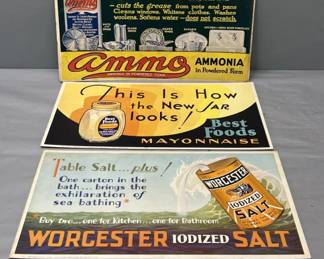 Ammo
cuts the grease from pots and pans
Cleans windows. Whitens clothes. Washes
woolens. Softens water — does not scratch.
ammo
AMMONIA
in Powdered Form
AMMONIA IN POWDERED FORM
This Is How
the New Jar
looks!
Best
Foods
MAYONNAISE
Best Foods
Table Salt...plus!
One carton in the
bath... brings the
exhilaration of
sea bathing"
Buy two...one for Kitchen...one for Bathroom
WORCESTER IODIZED SALT
WORCESTER
IODIZED
SALT